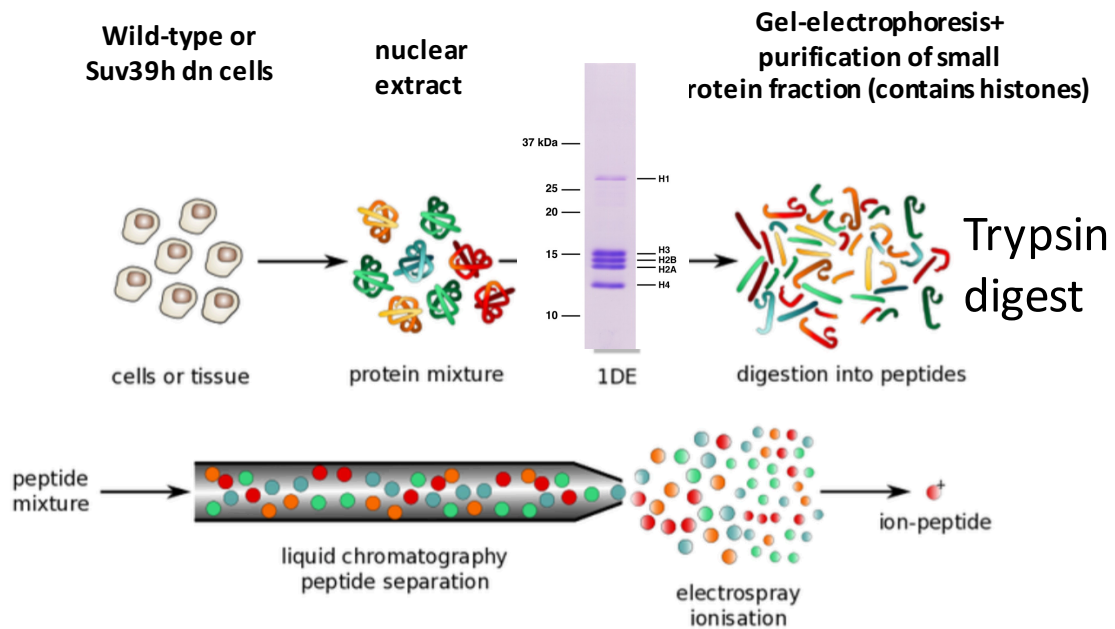 Wild-type or
Suv39h dn cells
nuclear
extract
Gel-electrophoresis+
purification of small
rotein fraction (contains histones)
37 kDa
25
20
15
10
H1
H3
H2B
H2A
H4
Trypsin
digest
cells or tissue
protein mixture
1DE
digestion into peptides
peptide
mixture
liquid chromatography
peptide separation
electrospray
ionisation
+
ion-peptide